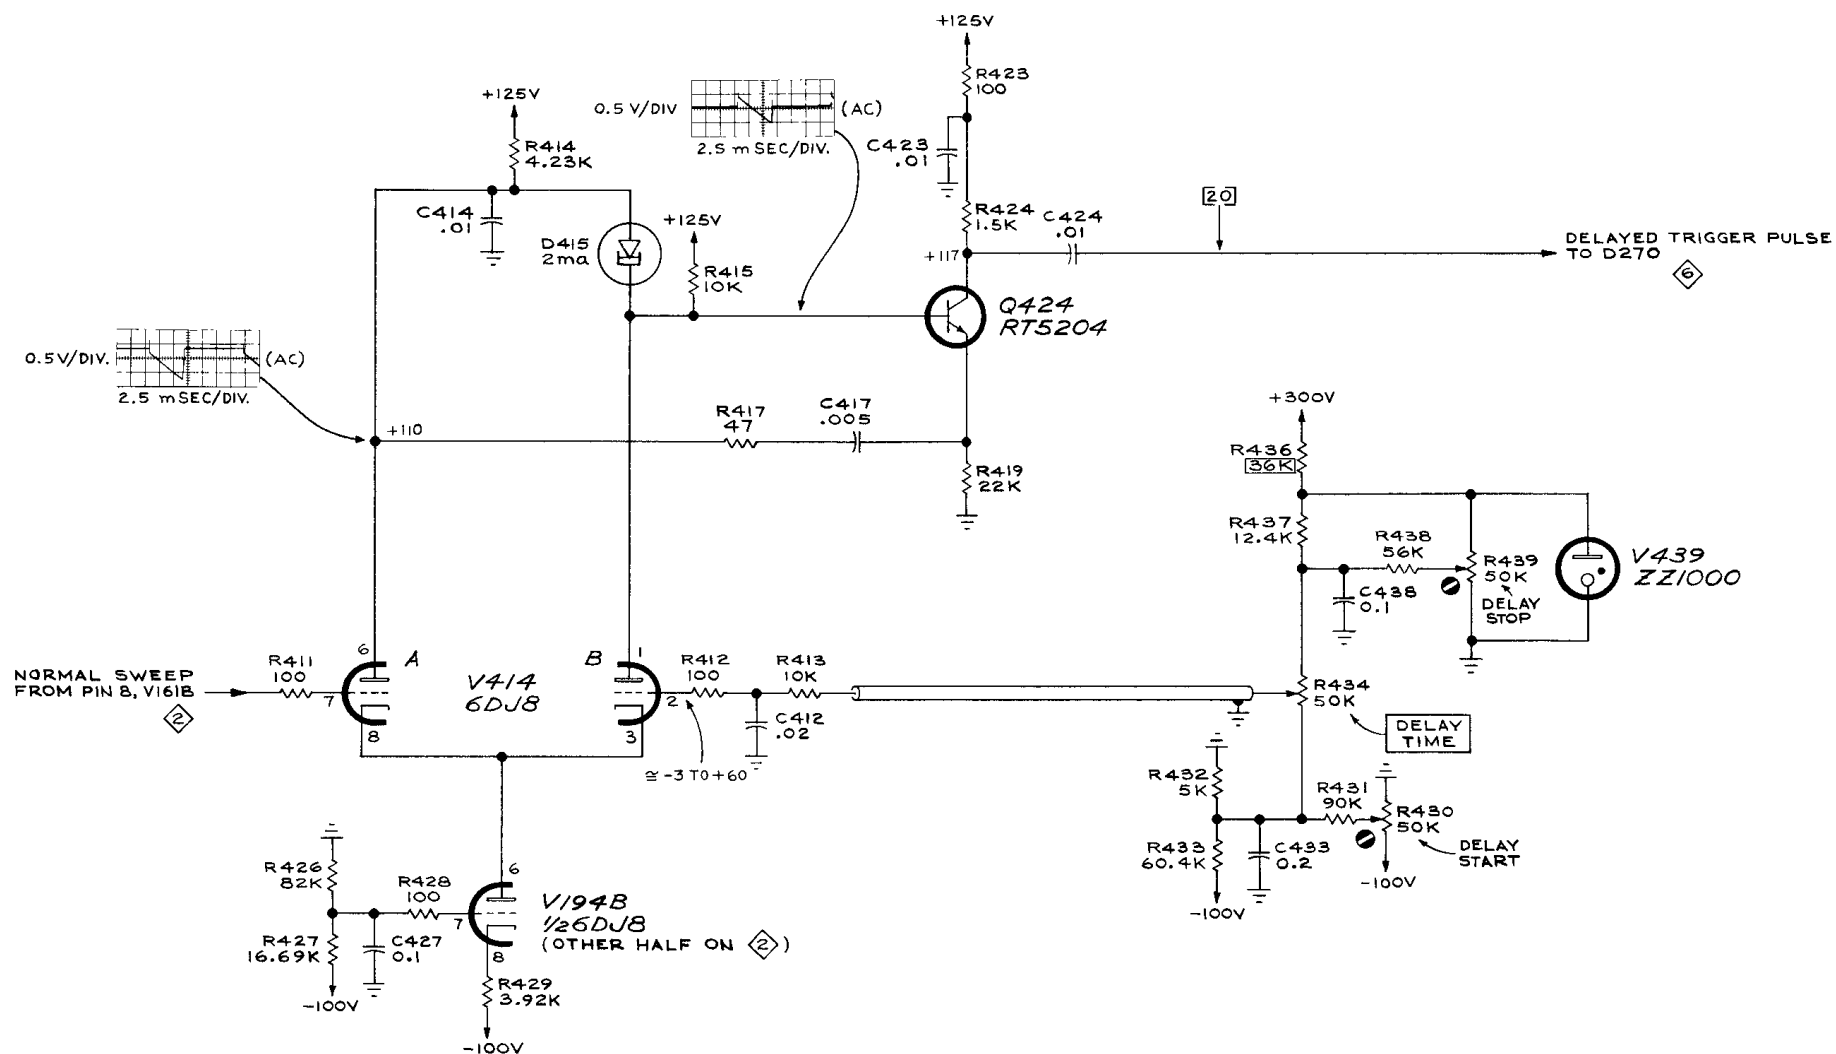 +125V
R423
100
+125V
0.5 V/DIV
(AC)
2.5 mSEC/DIV.
R414
4.23K
C423
.01
C414
.01
+125V
D415
2ma
R415
10K
R424
1.5K
C424
.01
20
+117
DELAYED TRIGGER PULSE
TO D270
6
Q424
RT5204
0.5V/DIV.
(AC)
2.5 mSEC/DIV.
+110
R417
47
C417
.005
R419
22K
+300V
R436
36K
R437
12.4K
R438
56K
R439
50K
DELAY
STOP
C438
0.1
V439
ZZ1000
NORMAL SWEEP
FROM PIN 8, V161B
2
R411
100
6
A
7
8
V414
6DJ8
B
1
2
3
R412
100
R413
10K
C412
.02
≅ -3 TO +60
R434
50K
DELAY
TIME
R432
5K
R431
90K
R430
50K
R433
60.4K
C433
0.2
DELAY
START
-100V
-100V
R426
82K
R428
100
R427
16.69K
C427
0.1
-100V
6
7
8
V194B
1/2 6DJ8
(OTHER HALF ON 2)
R429
3.92K
-100V